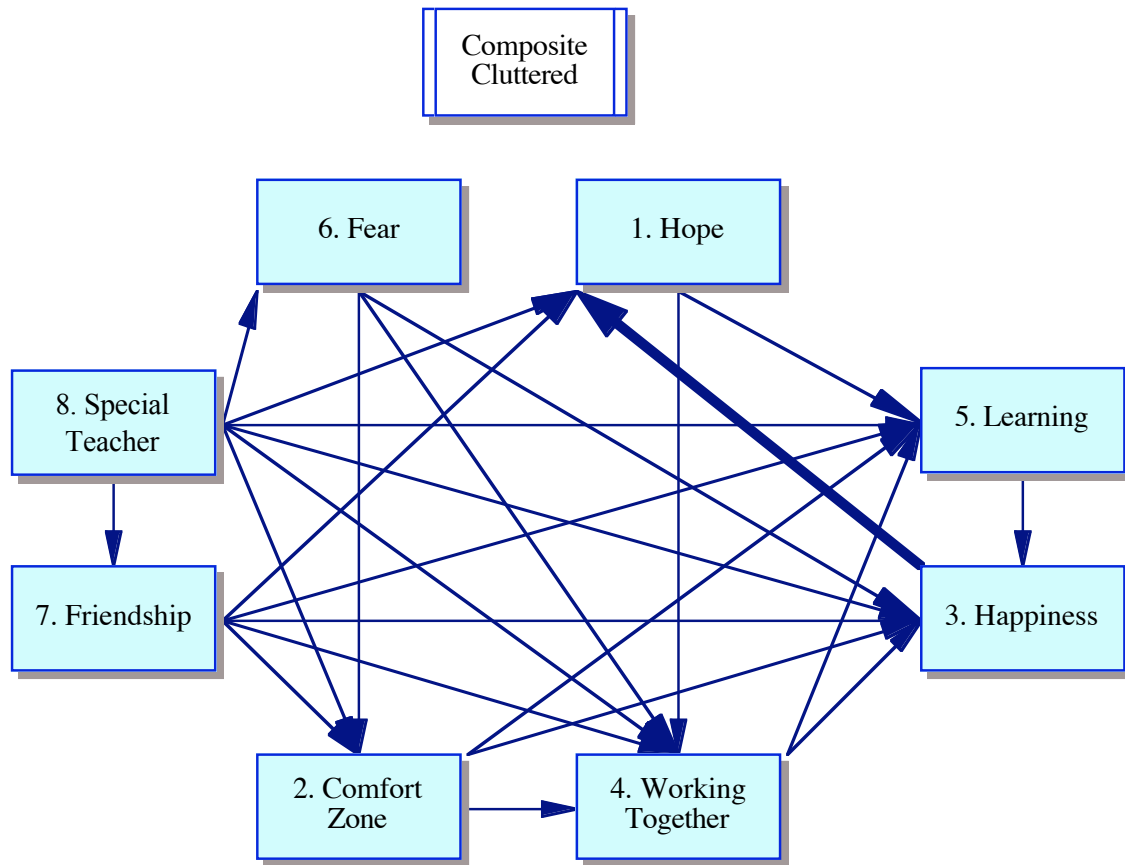 Composite
Cluttered
6. Fear
1. Hope
8. Special
Teacher
5. Learning
7. Friendship
3. Happiness
2. Comfort
Zone
4. Working
Together